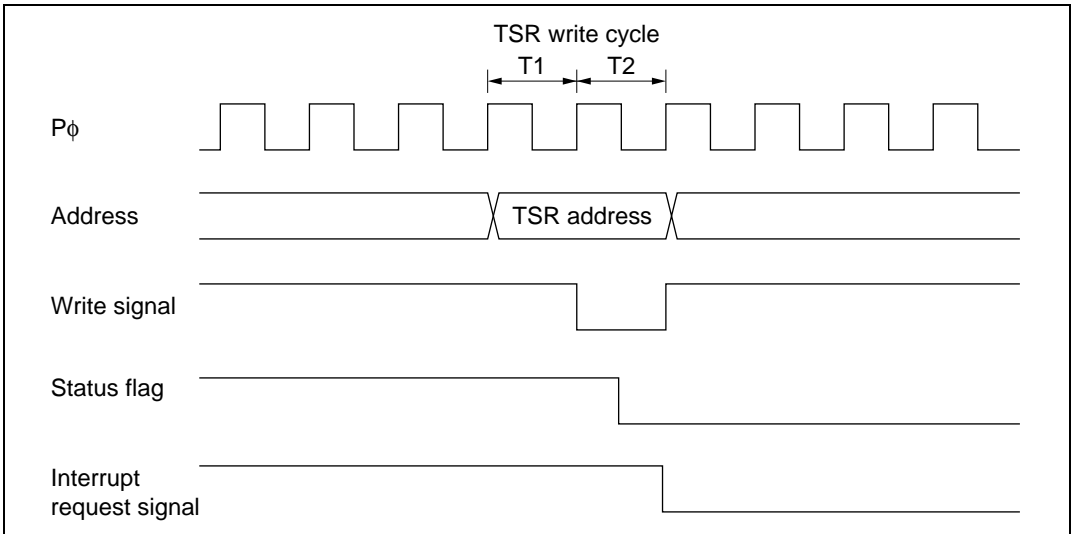 TSR write cycle
T1 T2
Pϕ
Address
TSR address
Write signal
Status flag
Interrupt
request signal